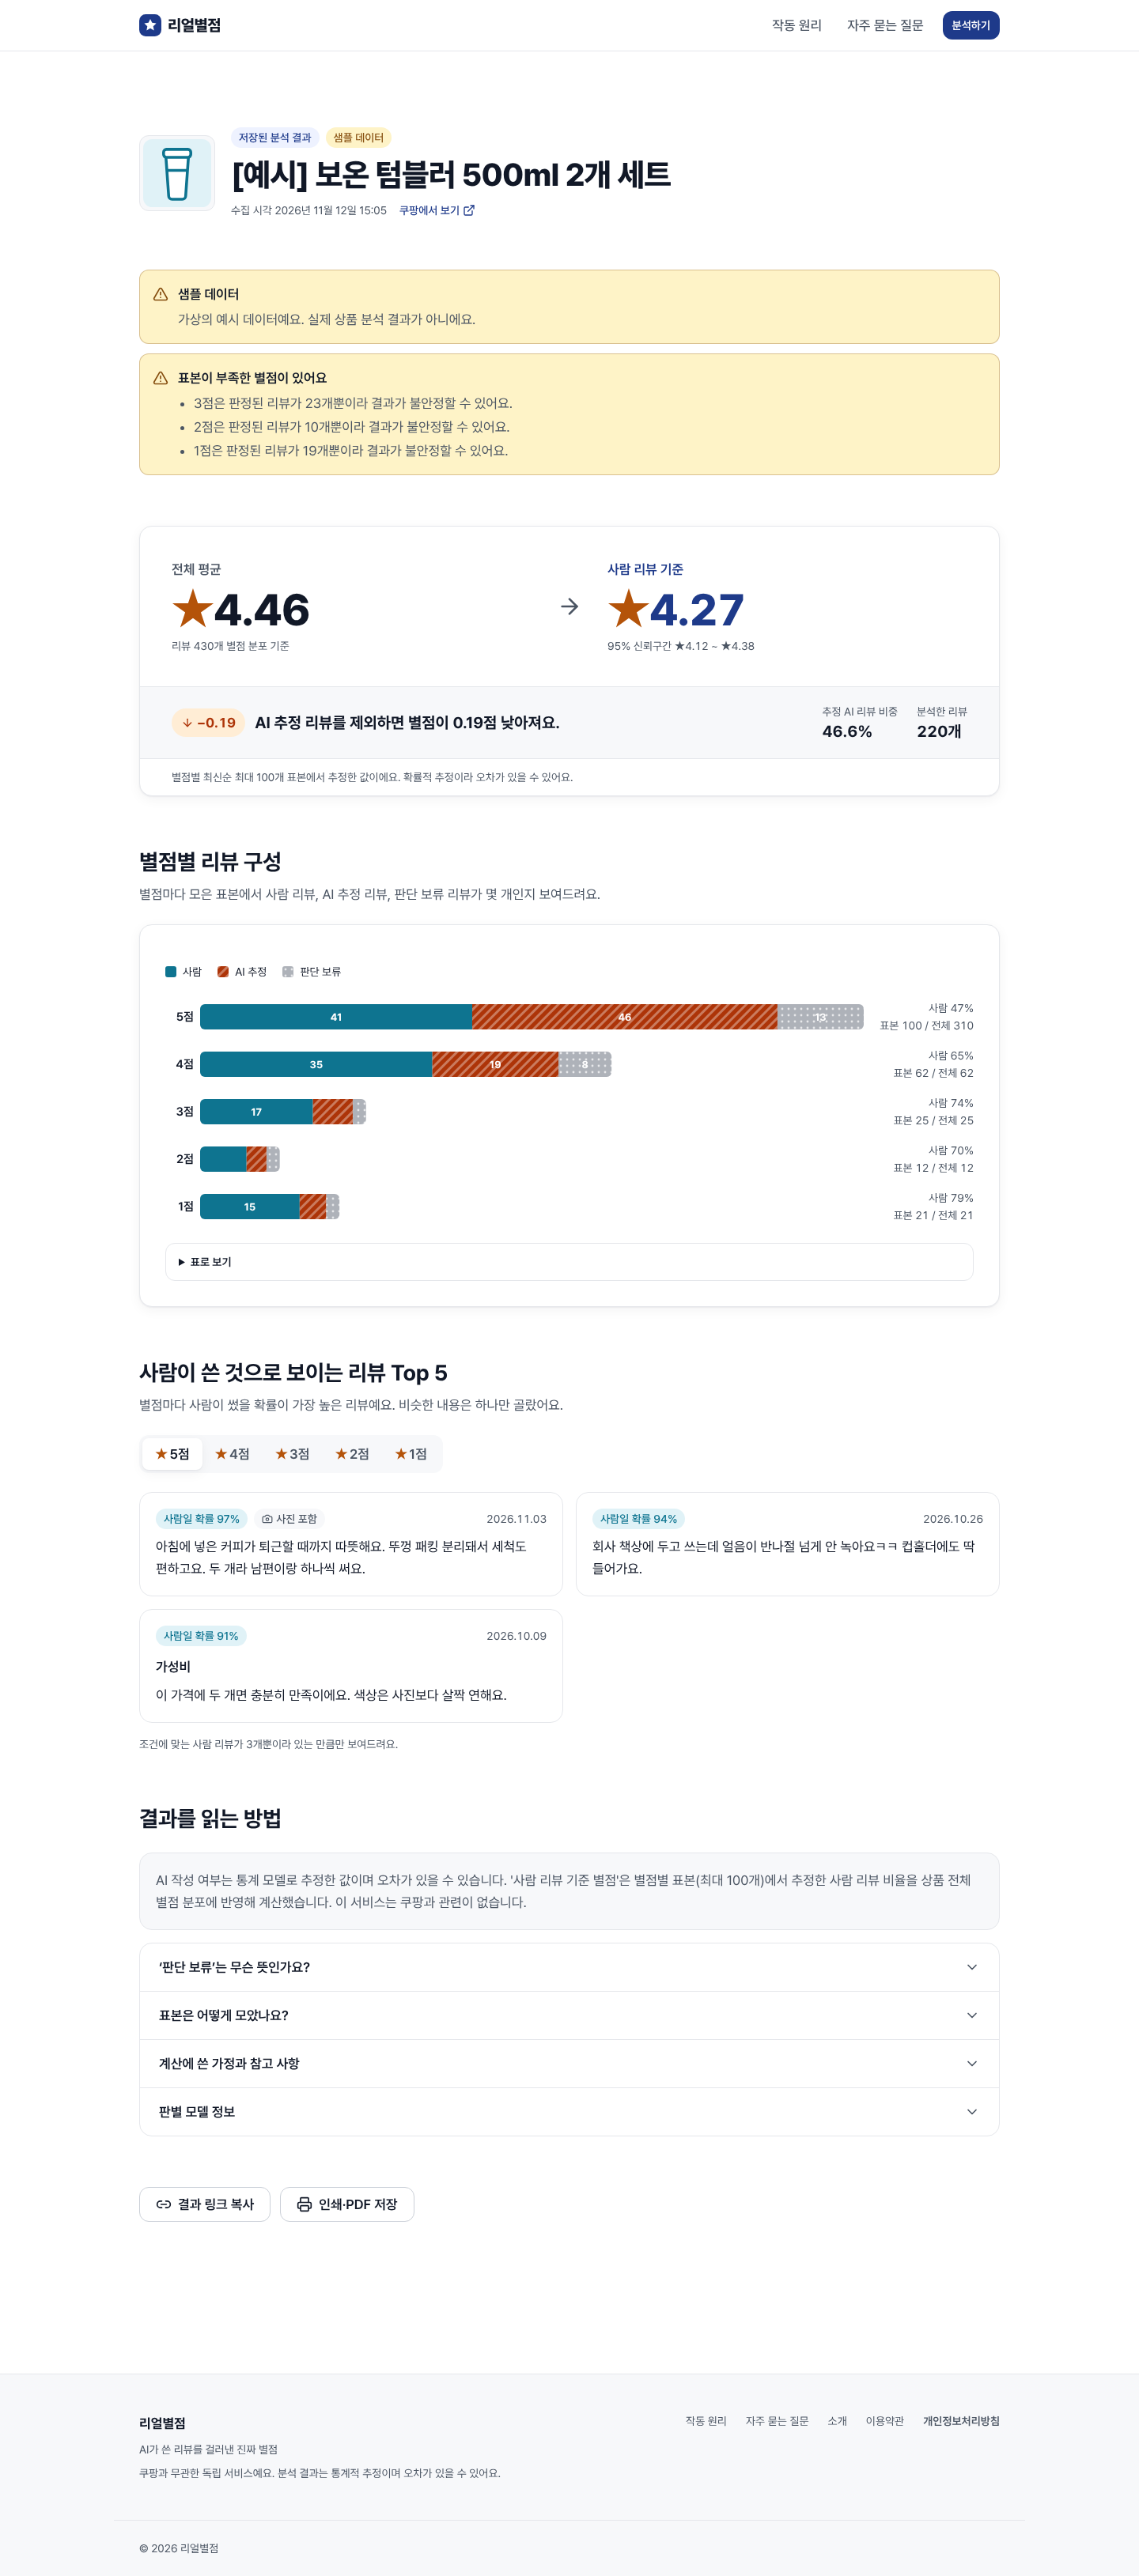 리얼별점
작동 원리
자주 묻는 질문
분석하기
저장된 분석 결과
샘플 데이터
[예시] 보온 텀블러 500ml 2개 세트
수집 시각 2026년 11월 12일 15:05
쿠팡에서 보기
샘플 데이터
가상의 예시 데이터예요. 실제 상품 분석 결과가 아니에요.
표본이 부족한 별점이 있어요
• 3점은 판정된 리뷰가 23개뿐이라 결과가 불안정할 수 있어요.
• 2점은 판정된 리뷰가 10개뿐이라 결과가 불안정할 수 있어요.
• 1점은 판정된 리뷰가 19개뿐이라 결과가 불안정할 수 있어요.
전체 평균
★4.46
리뷰 430개 별점 분포 기준
사람 리뷰 기준
★4.27
95% 신뢰구간 ★4.12 ~ ★4.38
↓ −0.19
AI 추정 리뷰를 제외하면 별점이 0.19점 낮아져요.
추정 AI 리뷰 비중
46.6%
분석한 리뷰
220개
별점별 최신순 최대 100개 표본에서 추정한 값이에요. 확률적 추정이라 오차가 있을 수 있어요.
별점별 리뷰 구성
별점마다 모은 표본에서 사람 리뷰, AI 추정 리뷰, 판단 보류 리뷰가 몇 개인지 보여드려요.
사람
AI 추정
판단 보류
5점
41
46
13
사람 47%
표본 100 / 전체 310
4점
35
19
8
사람 65%
표본 62 / 전체 62
3점
17
사람 74%
표본 25 / 전체 25
2점
사람 70%
표본 12 / 전체 12
1점
15
사람 79%
표본 21 / 전체 21
▶ 표로 보기
사람이 쓴 것으로 보이는 리뷰 Top 5
별점마다 사람이 썼을 확률이 가장 높은 리뷰예요. 비슷한 내용은 하나만 골랐어요.
★5점
★4점
★3점
★2점
★1점
사람일 확률 97%
사진 포함
2026.11.03
아침에 넣은 커피가 퇴근할 때까지 따뜻해요. 뚜껑 패킹 분리돼서 세척도
편하고요. 두 개라 남편이랑 하나씩 써요.
사람일 확률 94%
2026.10.26
회사 책상에 두고 쓰는데 얼음이 반나절 넘게 안 녹아요ㅋㅋ 컵홀더에도 딱
들어가요.
사람일 확률 91%
2026.10.09
가성비
이 가격에 두 개면 충분히 만족이에요. 색상은 사진보다 살짝 연해요.
조건에 맞는 사람 리뷰가 3개뿐이라 있는 만큼만 보여드려요.
결과를 읽는 방법
AI 작성 여부는 통계 모델로 추정한 값이며 오차가 있을 수 있습니다. '사람 리뷰 기준 별점'은 별점별 표본(최대 100개)에서 추정한 사람 리뷰 비율을 상품 전체
별점 분포에 반영해 계산했습니다. 이 서비스는 쿠팡과 관련이 없습니다.
‘판단 보류’는 무슨 뜻인가요?
표본은 어떻게 모았나요?
계산에 쓴 가정과 참고 사항
판별 모델 정보
결과 링크 복사
인쇄·PDF 저장
리얼별점
AI가 쓴 리뷰를 걸러낸 진짜 별점
쿠팡과 무관한 독립 서비스예요. 분석 결과는 통계적 추정이며 오차가 있을 수 있어요.
작동 원리
자주 묻는 질문
소개
이용약관
개인정보처리방침
© 2026 리얼별점